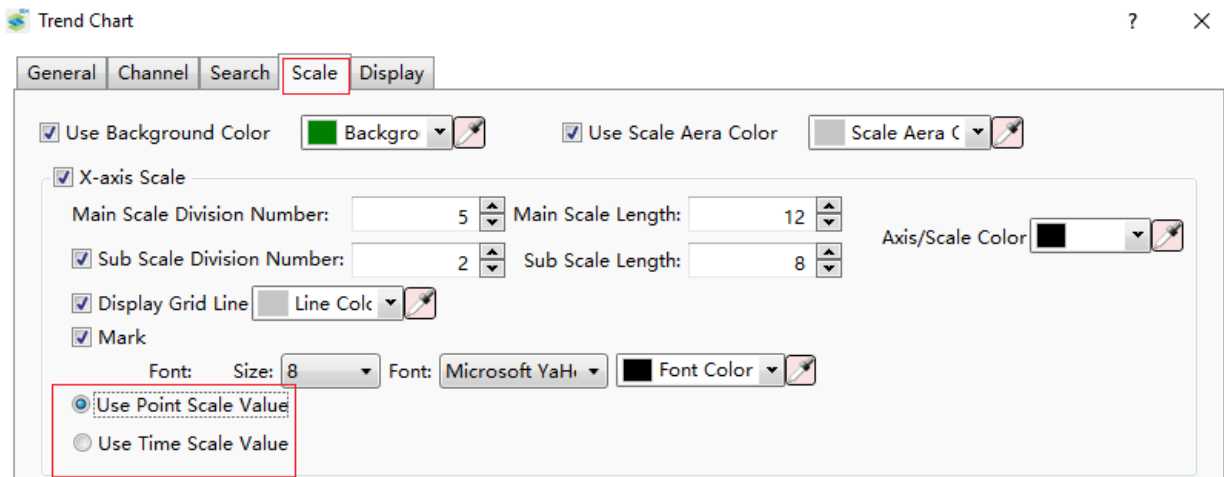 Trend Chart ? ×
General Channel Search Scale Display
Use Background Color Backgro Use Scale Aera Color Scale Aera C
X-axis Scale
Main Scale Division Number: 5 Main Scale Length: 12
Axis/Scale Color
Sub Scale Division Number: 2 Sub Scale Length: 8
Display Grid Line Line Colc
Mark
Font: Size: 8 Font: Microsoft YaH Font Color
Use Point Scale Value
Use Time Scale Value